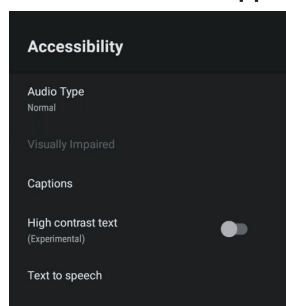 Accessibility
Audio Type
Normal
Visually Impaired
Captions
High contrast text
(Experimental)
Text to speech